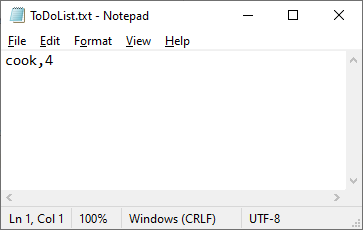 ToDoList.txt - Notepad
File Edit Format View Help
cook,4
Ln 1, Col 1 100% Windows (CRLF) UTF-8